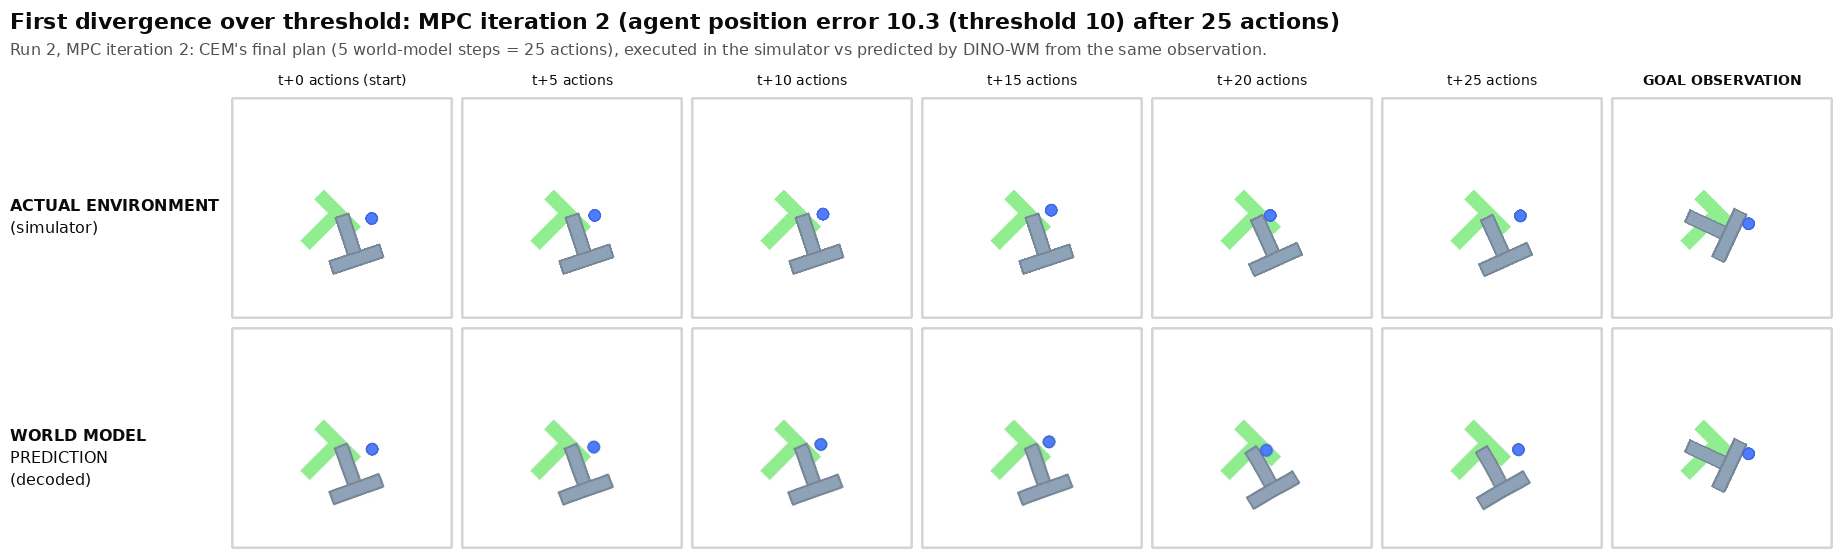 First divergence over threshold: MPC iteration 2 (agent position error 10.3 (threshold 10) after 25 actions)
Run 2, MPC iteration 2: CEM's final plan (5 world-model steps = 25 actions), executed in the simulator vs predicted by DINO-WM from the same observation.
t+0 actions (start) t+5 actions t+10 actions t+15 actions t+20 actions t+25 actions GOAL OBSERVATION
ACTUAL ENVIRONMENT
(simulator)
WORLD MODEL
PREDICTION
(decoded)